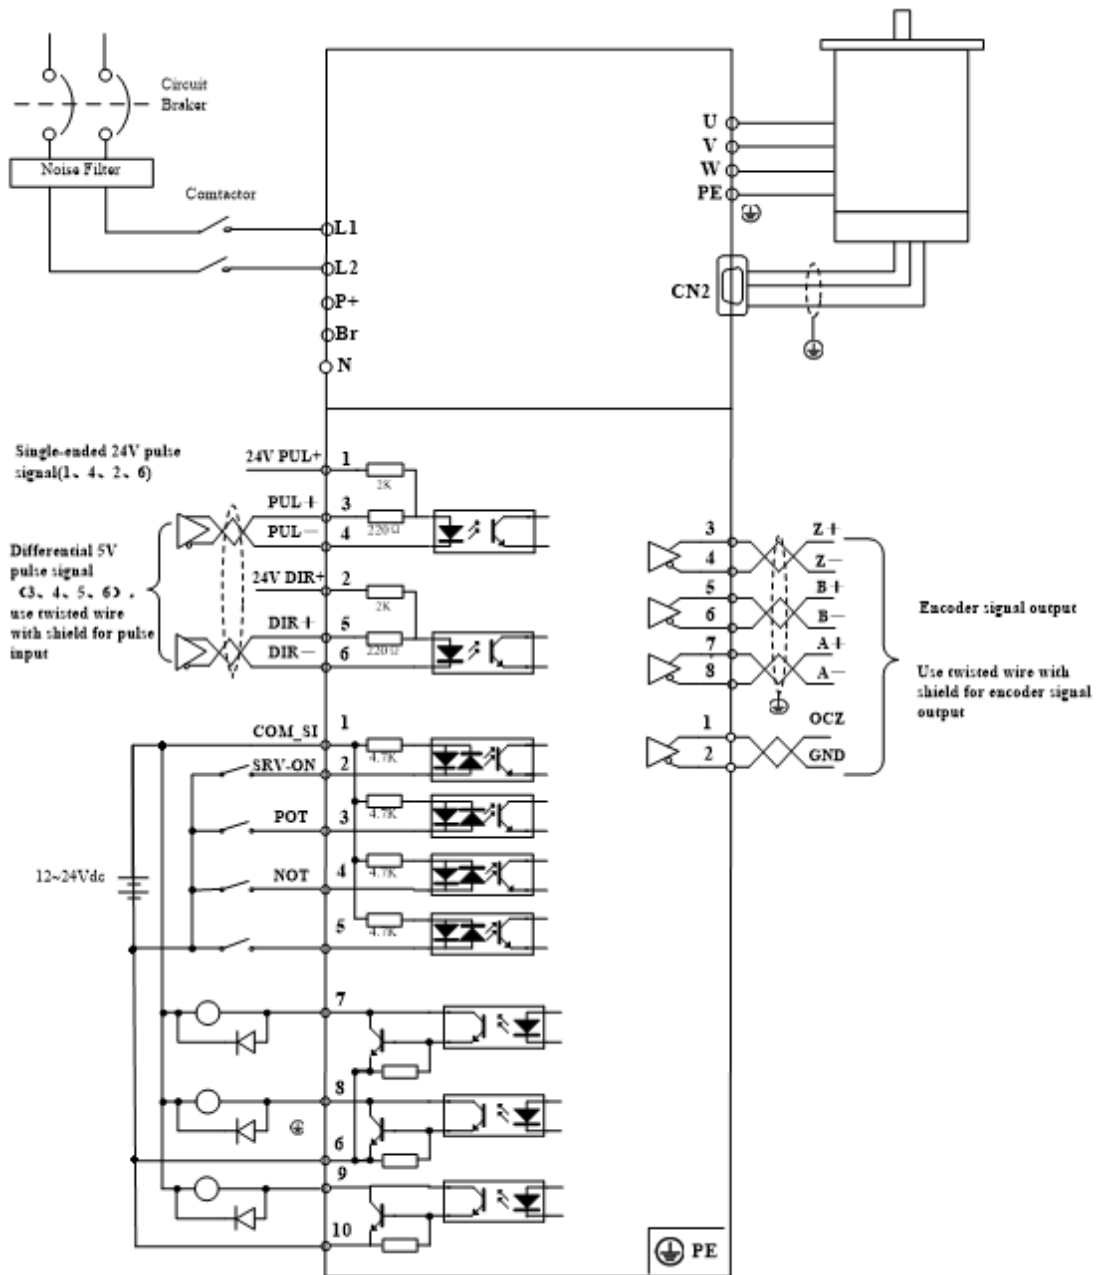 Circuit
Braker
Noise Filter
Comtactor
L1
L2
P+
Br
N
U
V
W
PE
CN2
Single-ended 24V pulse
signal(1、4、2、6)
24V PUL+
1
2K
PUL+
3
PUL-
4
220Ω
Differential 5V
pulse signal
(3、4、5、6),
use twisted wire
with shield for pulse
input
24V DIR+
2
2K
DIR+
5
DIR-
6
220Ω
3
Z+
4
Z-
5
B+
6
B-
7
A+
8
A-
1
OCZ
2
GND
Encoder signal output
Use twisted wire with
shield for encoder signal
output
COM_SI
1
4.7K
SRV-ON
2
POT
3
4.7K
NOT
4
4.7K
5
4.7K
12~24Vdc
7
8
6
9
10
PE